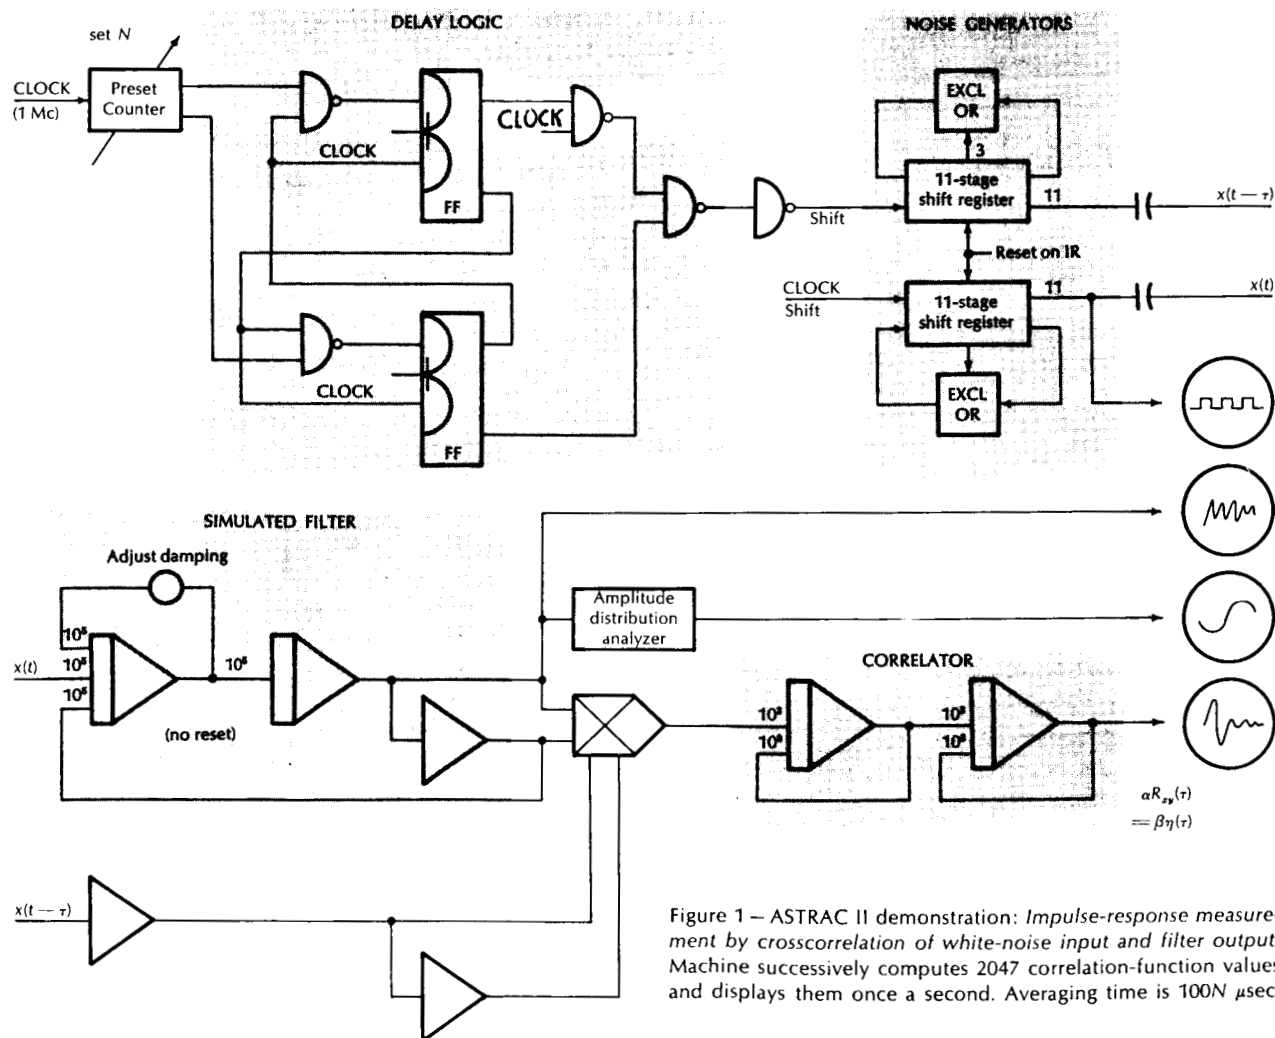 DELAY LOGIC
NOISE GENERATORS
set N
CLOCK
(1 Mc)
Preset
Counter
CLOCK
CLOCK
FF
EXCL
OR
3
11-stage
shift register
11
x(t — τ)
Shift
Reset on IR
CLOCK
Shift
11-stage
shift register
11
x(t)
CLOCK
FF
EXCL
OR
SIMULATED FILTER
Adjust damping
10⁵
x(t)
10⁵
10⁵
10⁵
(no reset)
Amplitude
distribution
analyzer
CORRELATOR
10³
10³
10³
10³
αRxy(τ)
= βη(τ)
x(t — τ)
Figure 1 — ASTRAC II demonstration: Impulse-response measure-
ment by crosscorrelation of white-noise input and filter output
Machine successively computes 2047 correlation-function values
and displays them once a second. Averaging time is 100N μsec